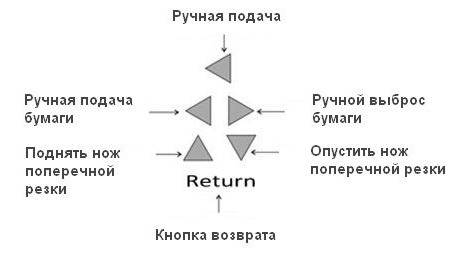 Ручная подача
Ручная подача
бумаги
Ручной выброс
бумаги
Поднять нож
поперечной
резки
Опустить нож
поперечной резки
Return
Кнопка возврата